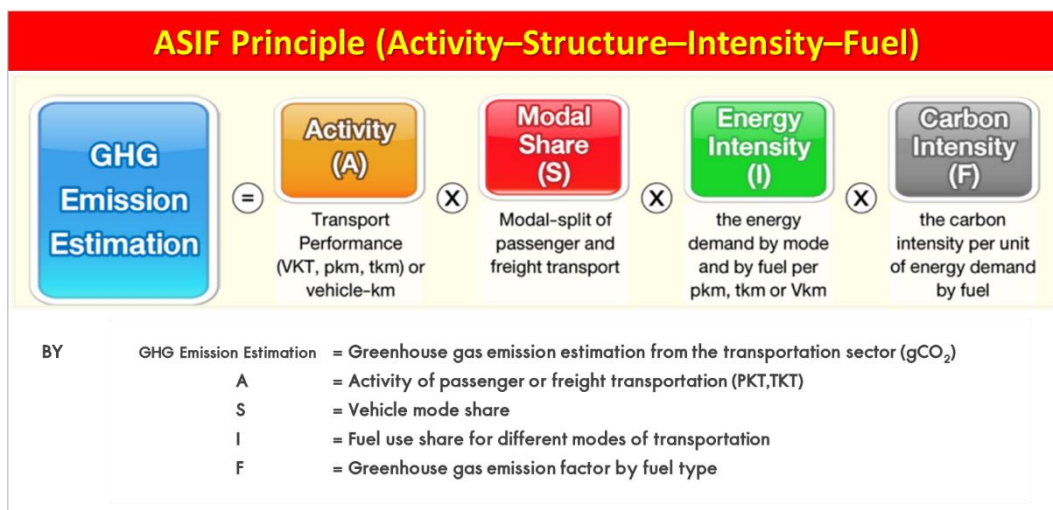 ASIF Principle (Activity–Structure–Intensity–Fuel)
GHG
Emission
Estimation
=
Activity
(A)
Transport
Performance
(VKT, pkm, tkm) or
vehicle-km
X
Modal
Share
(S)
Modal-split of
passenger and
freight transport
X
Energy
Intensity
(I)
the energy
demand by mode
and by fuel per
pkm, tkm or Vkm
X
Carbon
Intensity
(F)
the carbon
intensity per unit
of energy demand
by fuel
BY GHG Emission Estimation = Greenhouse gas emission estimation from the transportation sector (gCO₂)
A = Activity of passenger or freight transportation (PKT,TKT)
S = Vehicle mode share
I = Fuel use share for different modes of transportation
F = Greenhouse gas emission factor by fuel type